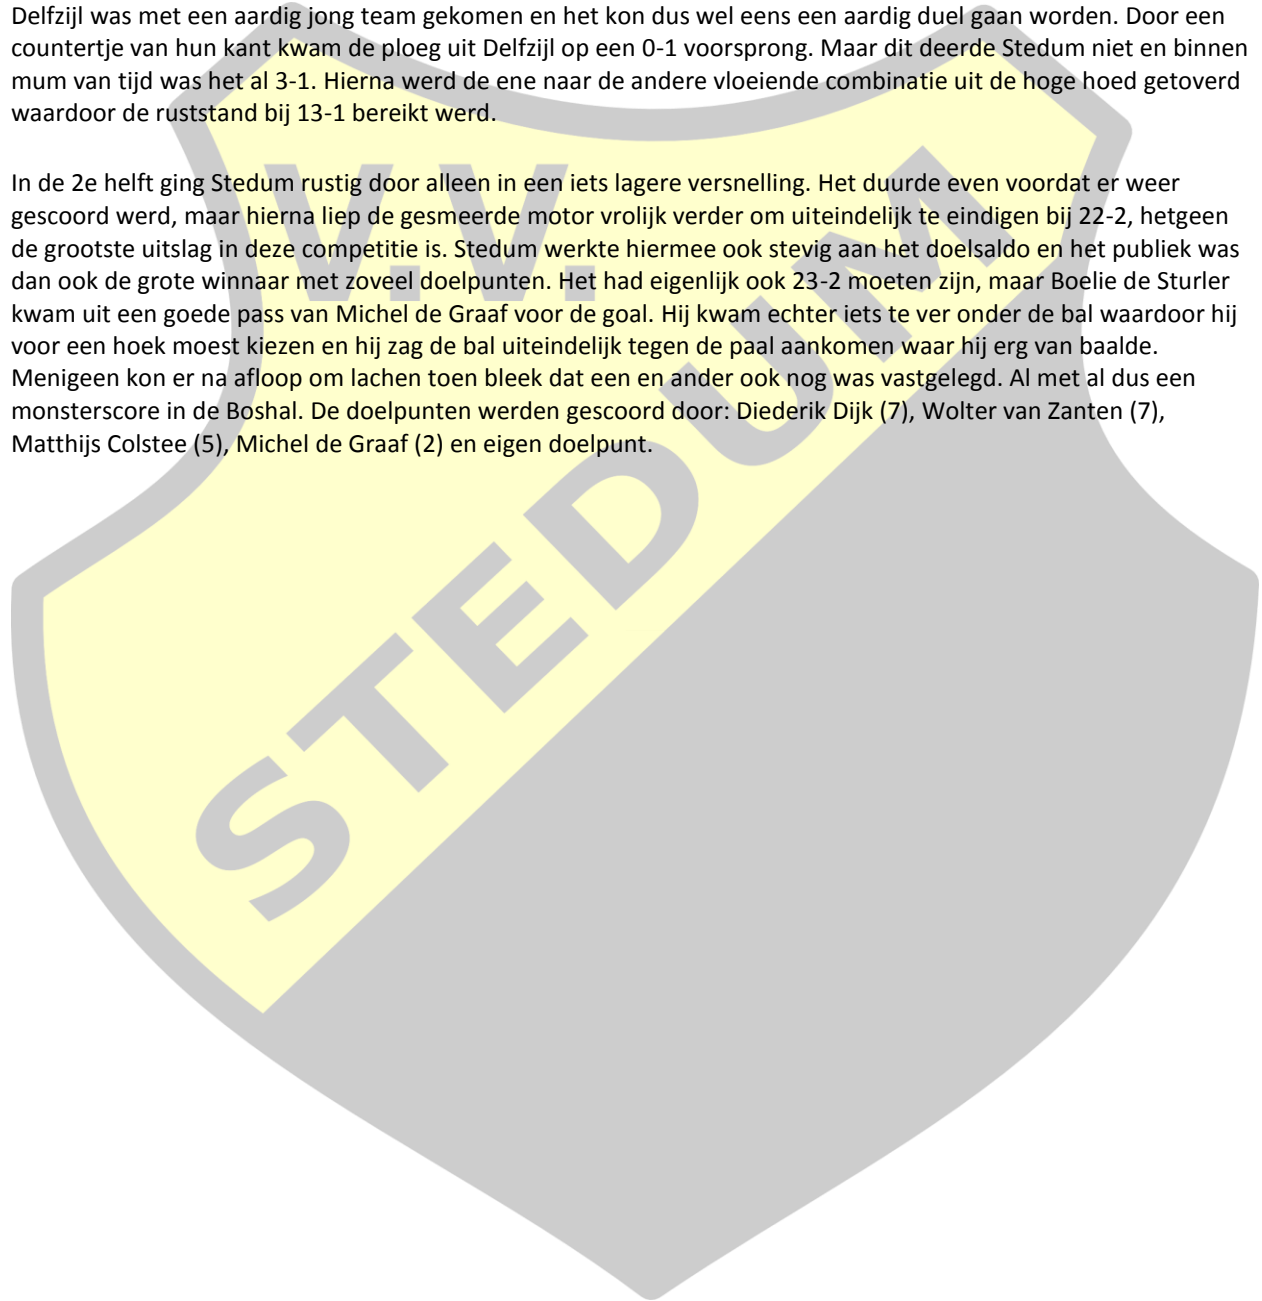 Delfzijl was met een aardig jong team gekomen en het kon dus wel eens een aardig duel gaan worden. Door een
countertje van hun kant kwam de ploeg uit Delfzijl op een 0-1 voorsprong. Maar dit deerde Stedum niet en binnen
mum van tijd was het al 3-1. Hierna werd de ene naar de andere vloeiende combinatie uit de hoge hoed getoverd
waardoor de ruststand bij 13-1 bereikt werd.
In de 2e helft ging Stedum rustig door alleen in een iets lagere versnelling. Het duurde even voordat er weer
gescoord werd, maar hierna liep de gesmeerde motor vrolijk verder om uiteindelijk te eindigen bij 22-2, hetgeen
de grootste uitslag in deze competitie is. Stedum werkte hiermee ook stevig aan het doelsaldo en het publiek was
dan ook de grote winnaar met zoveel doelpunten. Het had eigenlijk ook 23-2 moeten zijn, maar Boelie de Sturler
kwam uit een goede pass van Michel de Graaf voor de goal. Hij kwam echter iets te ver onder de bal waardoor hij
voor een hoek moest kiezen en hij zag de bal uiteindelijk tegen de paal aankomen waar hij erg van baalde.
Menigeen kon er na afloop om lachen toen bleek dat een en ander ook nog was vastgelegd. Al met al dus een
monsterscore in de Boshal. De doelpunten werden gescoord door: Diederik Dijk (7), Wolter van Zanten (7),
Matthijs Colstee (5), Michel de Graaf (2) en eigen doelpunt.
V.V.
STEDUM